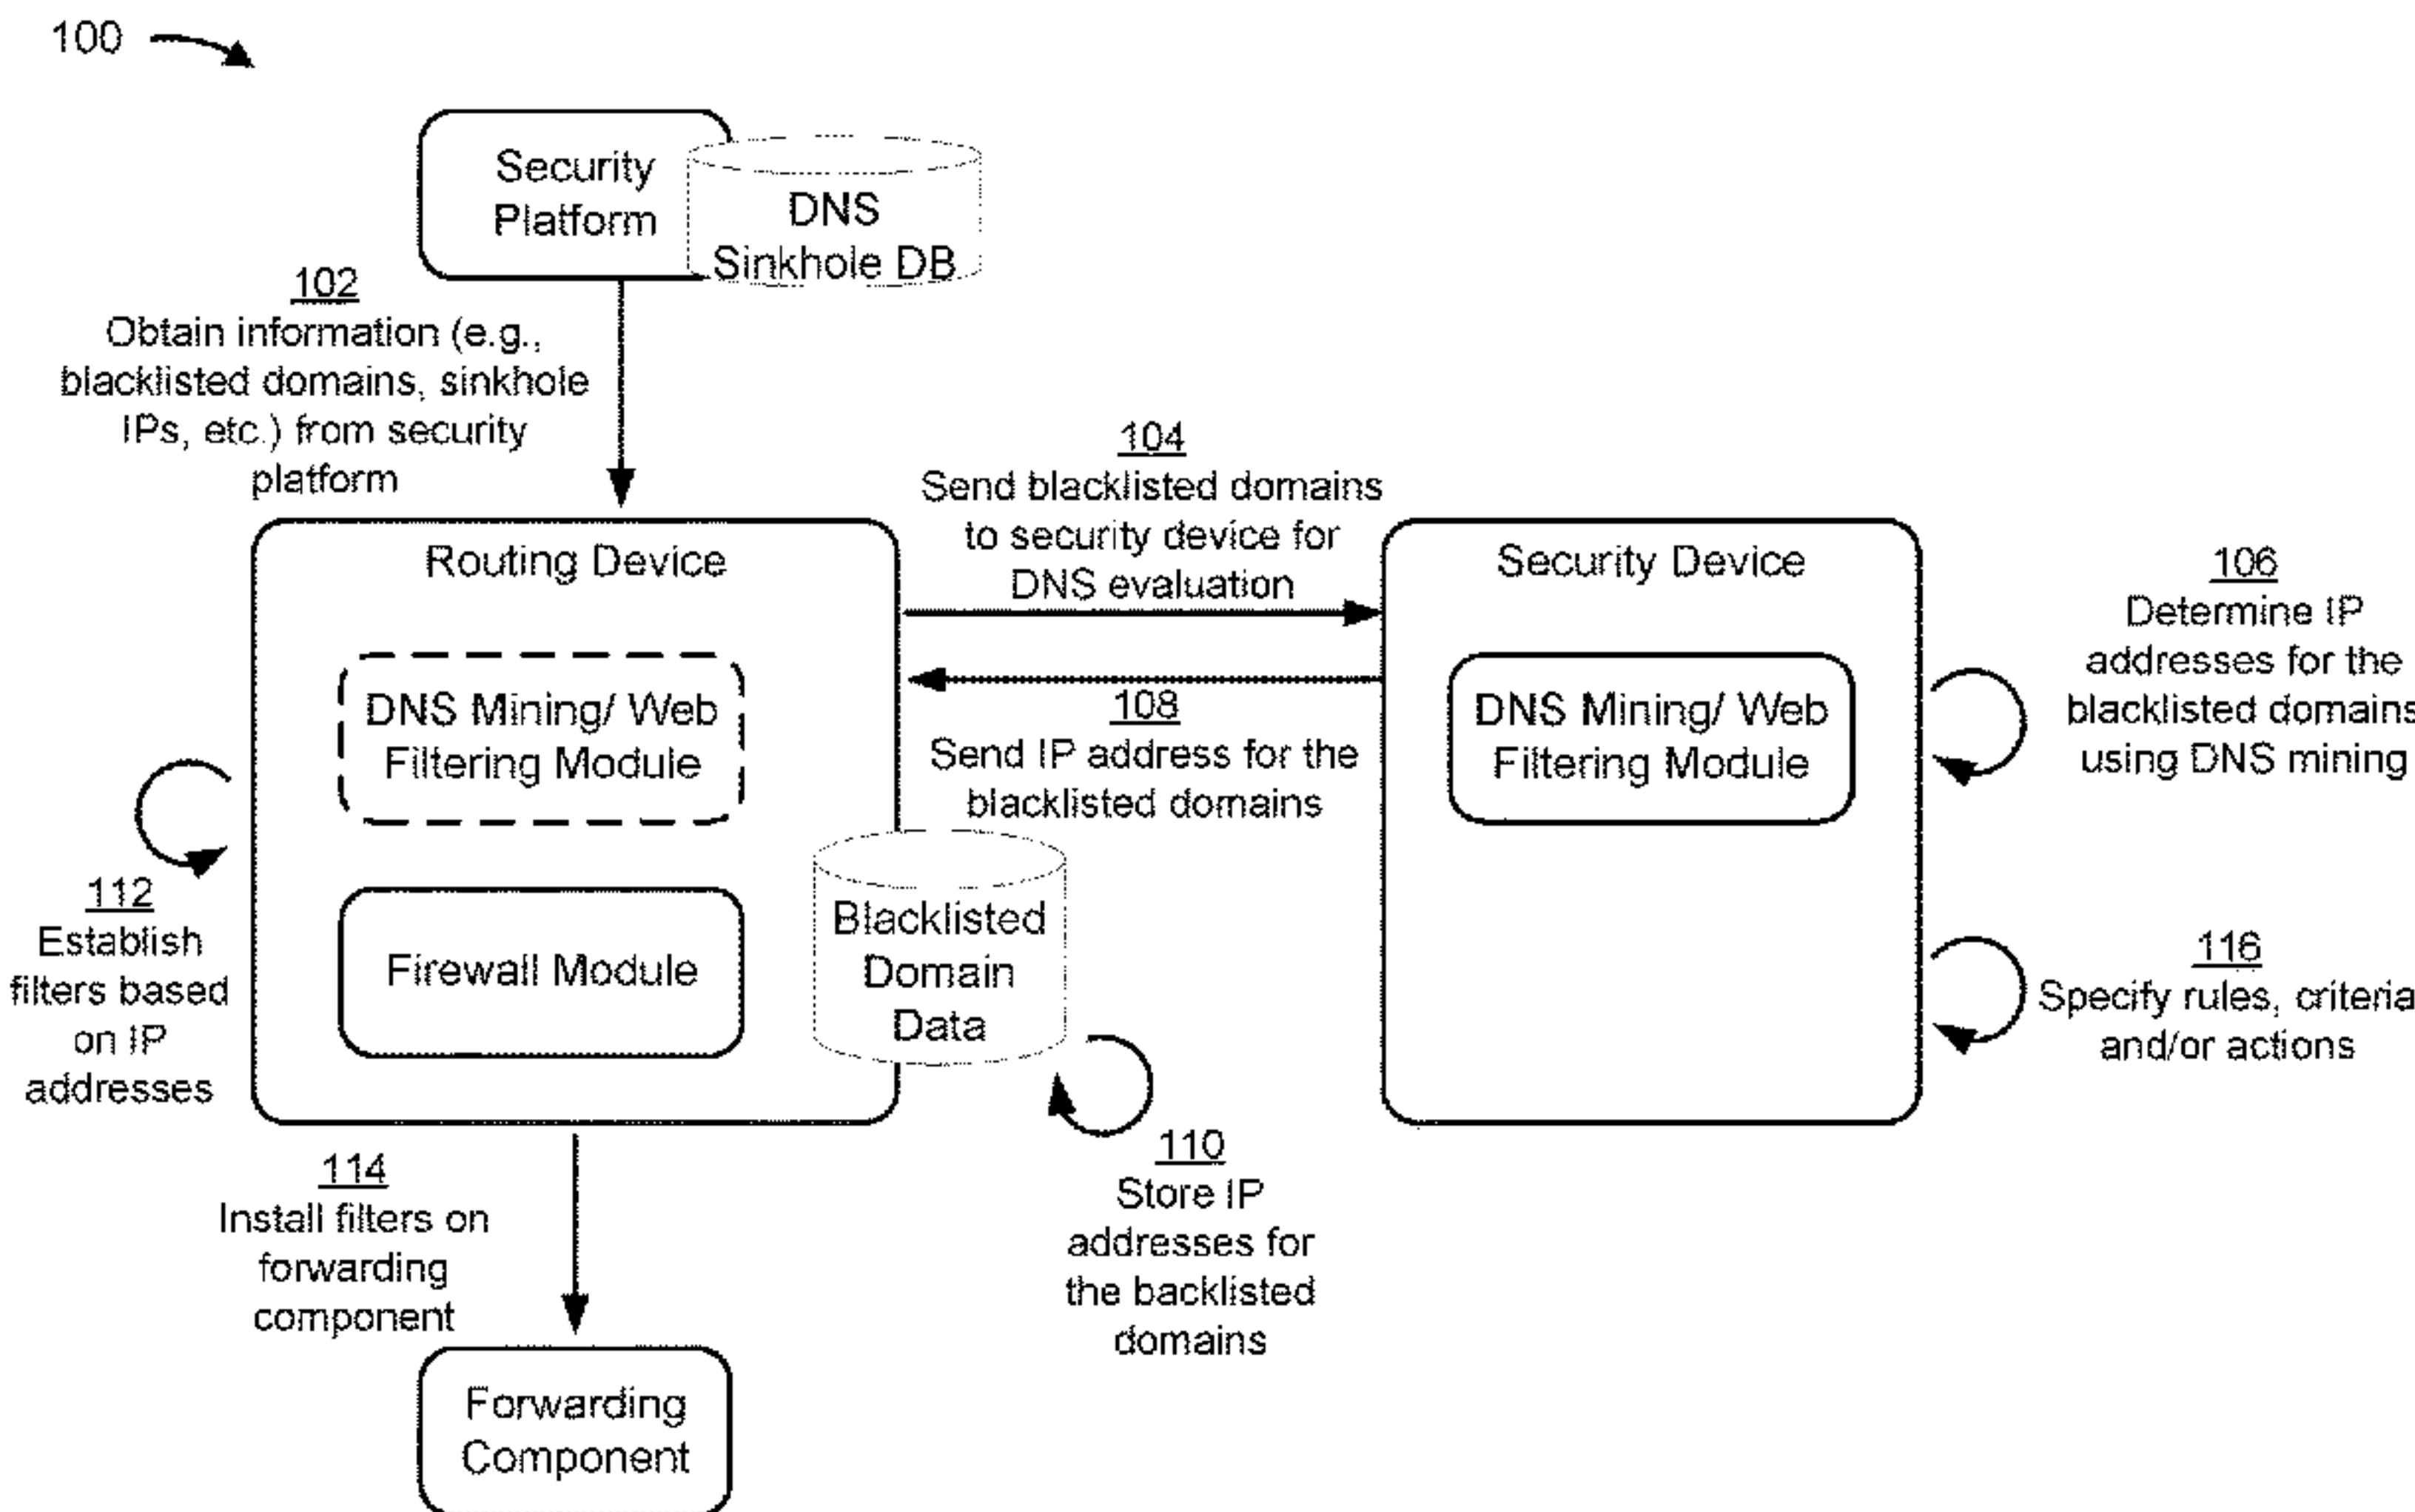 100
Security
Platform
DNS
Sinkhole DB
102
Obtain information (e.g.,
blacklisted domains, sinkhole
IPs, etc.) from security
platform
104
Send blacklisted domains
to security device for
DNS evaluation
Routing Device
Security Device
106
Determine IP
addresses for the
blacklisted domains
using DNS mining
DNS Mining/ Web
Filtering Module
108
Send IP address for the
blacklisted domains
DNS Mining/ Web
Filtering Module
112
Establish
filters based
on IP
addresses
Firewall Module
Blacklisted
Domain
Data
116
Specify rules, criteria
and/or actions
110
Store IP
addresses for
the backlisted
domains
114
Install filters on
forwarding
component
Forwarding
Component